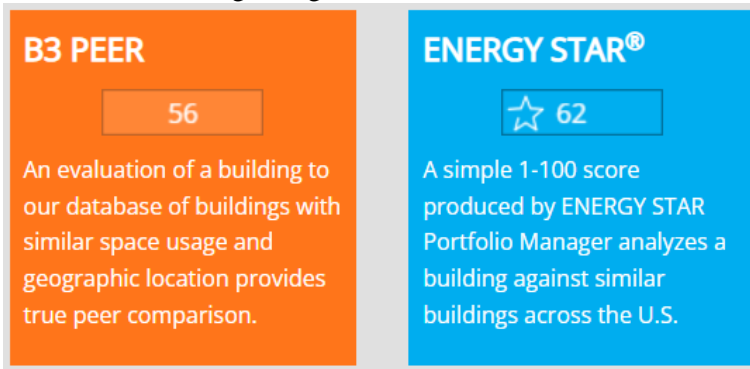 B3 PEER
56
An evaluation of a building to
our database of buildings with
similar space usage and
geographic location provides
true peer comparison.
ENERGY STAR®
62
A simple 1-100 score
produced by ENERGY STAR
Portfolio Manager analyzes a
building against similar
buildings across the U.S.